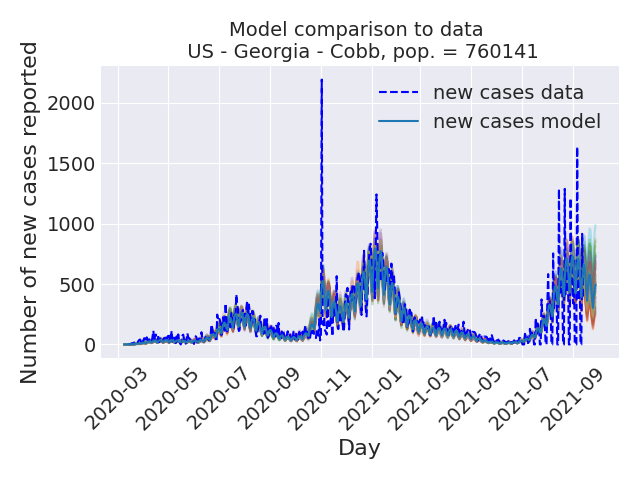 Model comparison to data
US - Georgia - Cobb, pop. = 760141
Number of new cases reported
2000
1500
1000
500
0
new cases data
new cases model
2020-03
2020-05
2020-07
2020-09
2020-11
2021-01
2021-03
2021-05
2021-07
2021-09
Day